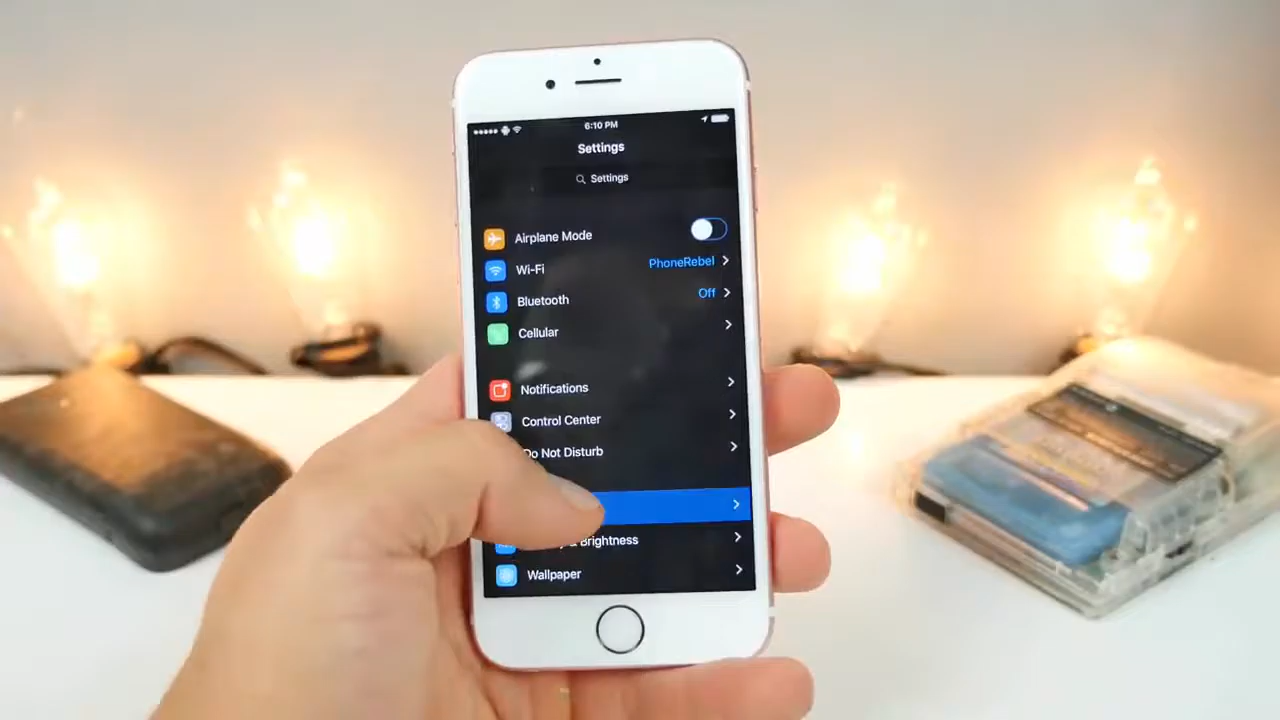 6:10 PM
Settings
Settings
Airplane Mode
Wi-Fi PhoneRebel
Bluetooth Off
Cellular
Notifications
Control Center
Do Not Disturb
& Brightness
Wallpaper